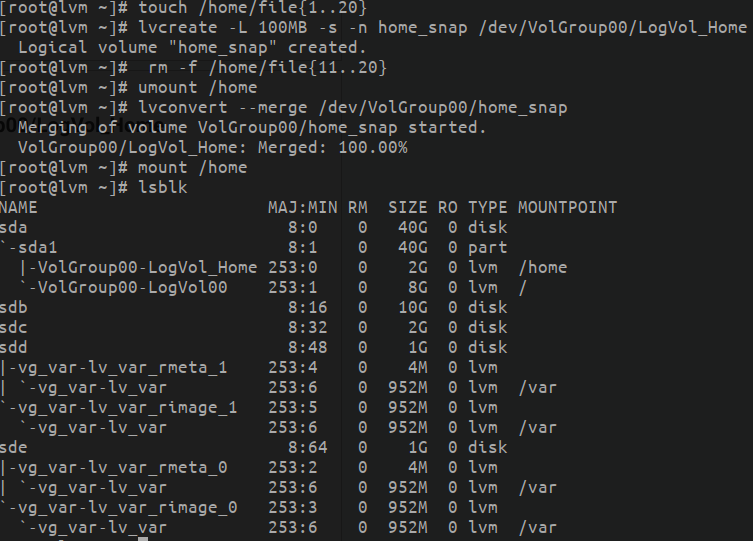 [root@lvm ~]# touch /home/file{1..20}
[root@lvm ~]# lvcreate -L 100MB -s -n home_snap /dev/VolGroup00/LogVol_Home
  Logical volume "home_snap" created.
[root@lvm ~]#  rm -f /home/file{11..20}
[root@lvm ~]# umount /home
[root@lvm ~]# lvconvert --merge /dev/VolGroup00/home_snap
  Merging of volume VolGroup00/home_snap started.
  VolGroup00/LogVol_Home: Merged: 100.00%
[root@lvm ~]# mount /home
[root@lvm ~]# lsblk
NAME                       MAJ:MIN RM  SIZE RO TYPE MOUNTPOINT
sda                          8:0    0   40G  0 disk
`-sda1                       8:1    0   40G  0 part
  |-VolGroup00-LogVol_Home 253:0    0    2G  0 lvm  /home
  `-VolGroup00-LogVol00    253:1    0    8G  0 lvm  /
sdb                          8:16   0   10G  0 disk
sdc                          8:32   0    2G  0 disk
sdd                          8:48   0    1G  0 disk
|-vg_var-lv_var_rmeta_1    253:4    0    4M  0 lvm
| `-vg_var-lv_var          253:6    0  952M  0 lvm  /var
`-vg_var-lv_var_rimage_1   253:5    0  952M  0 lvm
  `-vg_var-lv_var          253:6    0  952M  0 lvm  /var
sde                          8:64   0    1G  0 disk
|-vg_var-lv_var_rmeta_0    253:2    0    4M  0 lvm
| `-vg_var-lv_var          253:6    0  952M  0 lvm  /var
`-vg_var-lv_var_rimage_0   253:3    0  952M  0 lvm
  `-vg_var-lv_var          253:6    0  952M  0 lvm  /var